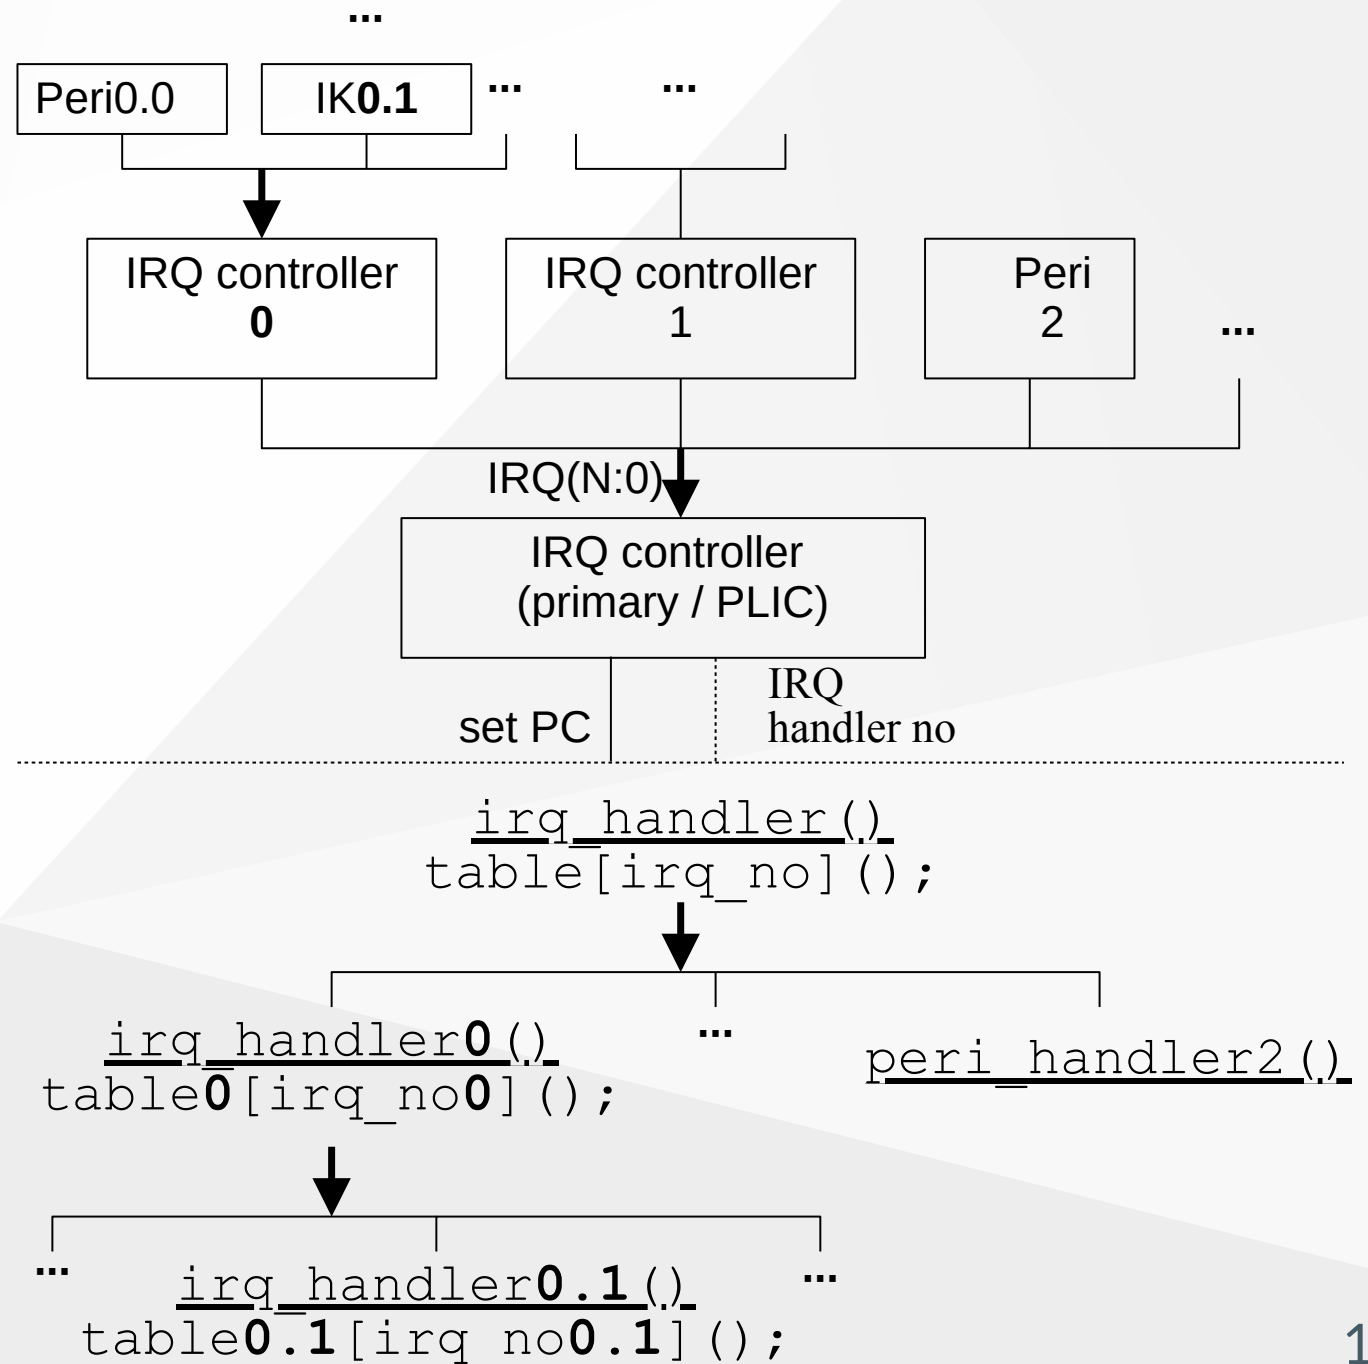 ...
Peri0.0
IK0.1
...
...
IRQ controller
0
IRQ controller
1
Peri
2
...
IRQ(N:0)
IRQ controller
(primary / PLIC)
set PC
IRQ
handler no
irq_handler()
table[irq_no]();
irq_handler0()
table0[irq_no0]();
...
peri_handler2()
...
irq_handler0.1()
table0.1[irq_no0.1]();
...
1